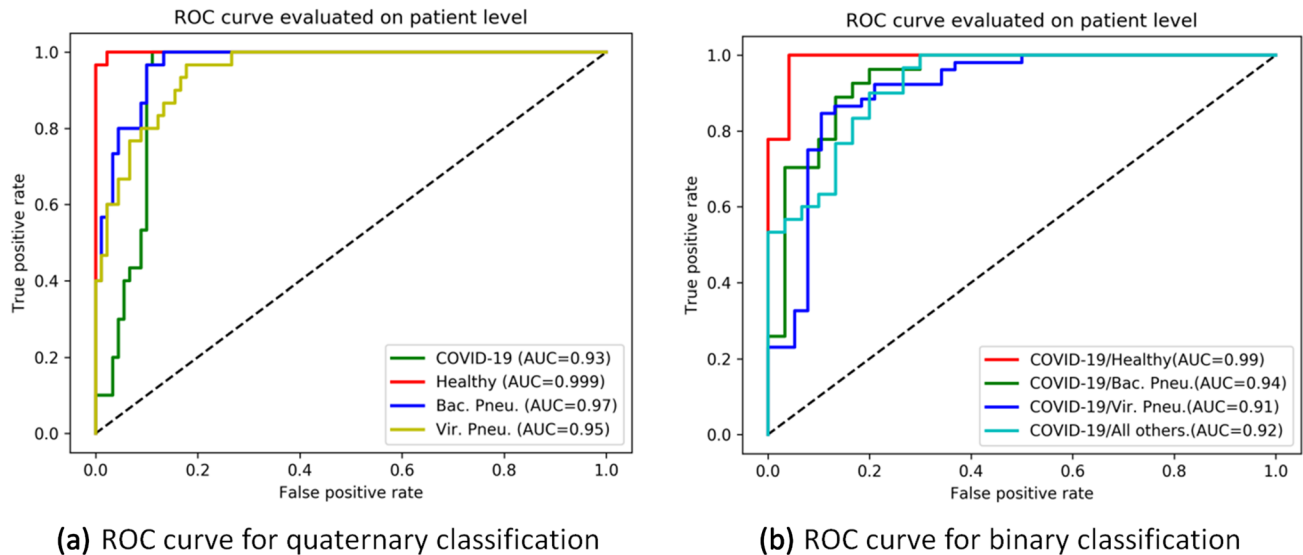 ROC curve evaluated on patient level
1.0
0.8
0.6
0.4
0.2
0.0
True positive rate
COVID-19 (AUC=0.93)
Healthy (AUC=0.999)
Bac. Pneu. (AUC=0.97)
Vir. Pneu. (AUC=0.95)
0.0 0.2 0.4 0.6 0.8 1.0
False positive rate
(a) ROC curve for quaternary classification
ROC curve evaluated on patient level
1.0
0.8
0.6
0.4
0.2
0.0
True positive rate
COVID-19/Healthy(AUC=0.99)
COVID-19/Bac. Pneu.(AUC=0.94)
COVID-19/Vir. Pneu.(AUC=0.91)
COVID-19/All others.(AUC=0.92)
0.0 0.2 0.4 0.6 0.8 1.0
False positive rate
(b) ROC curve for binary classification